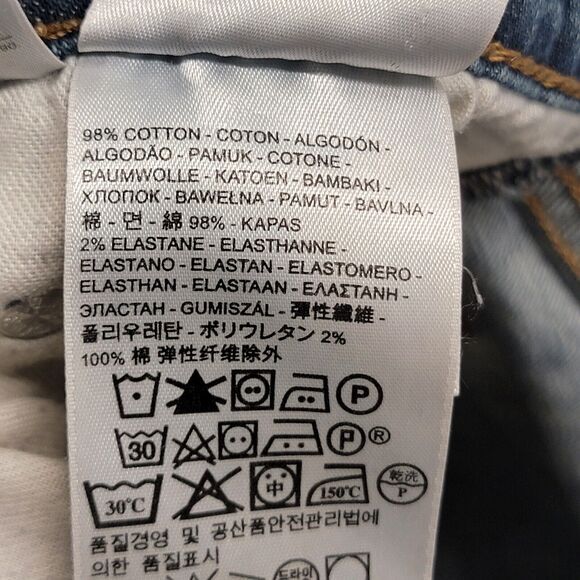 98% COTTON - COTON - ALGODÓN -
ALGODÃO - PAMUK - COTONE -
BAUMWOLLE - KATOEN - BAMBAKI -
ХЛОПОК - BAWEŁNA - PAMUT - BAVLNA -
棉 - 면 - 綿 98% - KAPAS
2% ELASTANE - ELASTHANNE -
ELASTANO - ELASTAN - ELASTOMERO -
ELASTHAN - ELASTAAN - ΕΛΑΣΤΑΝΗ -
ЭЛАСТАН - GUMISZÁL - 彈性纖維 -
폴리우레탄 - ポリウレタン 2%
100% 棉 弹性纤维除外
P
30 P ®
30°C 中 150°C 乾洗 P
품질경영 및 공산품안전관리법에
의한 품질표시
드라이